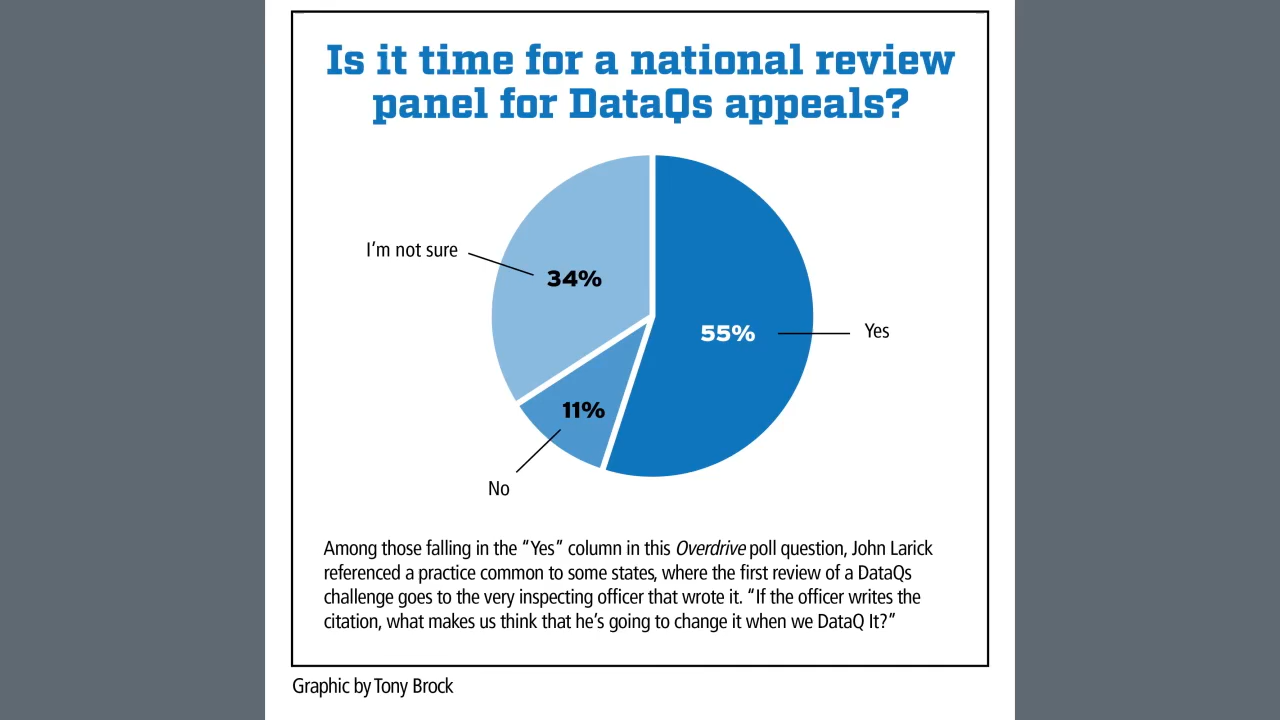 Is it time for a national review
panel for DataQs appeals?
I'm not sure
34%
55%
Yes
11%
No
Among those falling in the “Yes” column in this Overdrive poll question, John Larick
referenced a practice common to some states, where the first review of a DataQs
challenge goes to the very inspecting officer that wrote it. “If the officer writes the
citation, what makes us think that he's going to change it when we DataQ It?”
Graphic by Tony Brock